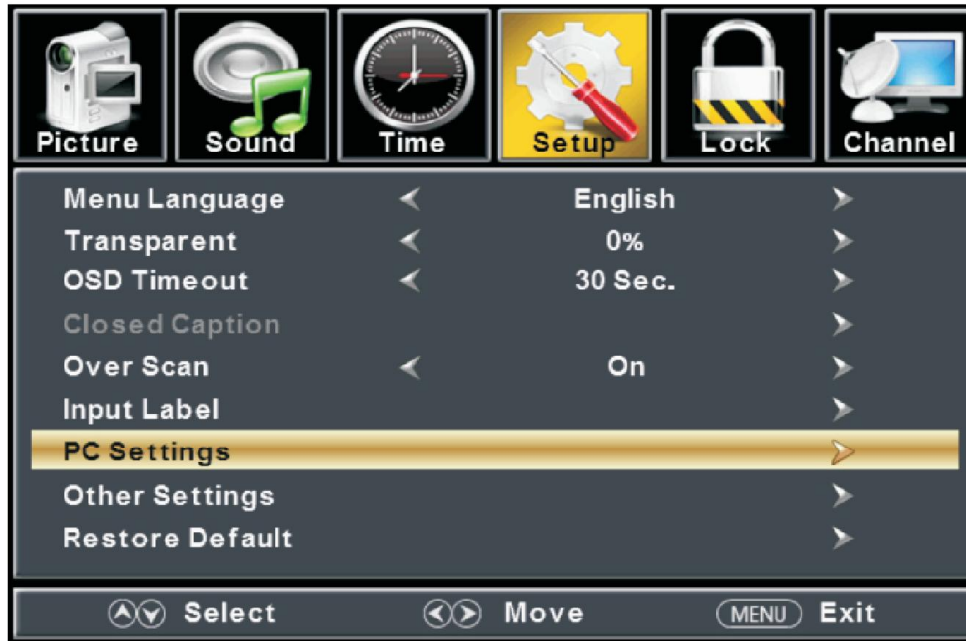 Picture Sound Time Setup Lock Channel
Menu Language English
Transparent 0%
OSD Timeout 30 Sec.
Closed Caption
Over Scan On
Input Label
PC Settings
Other Settings
Restore Default
Select Move MENU Exit